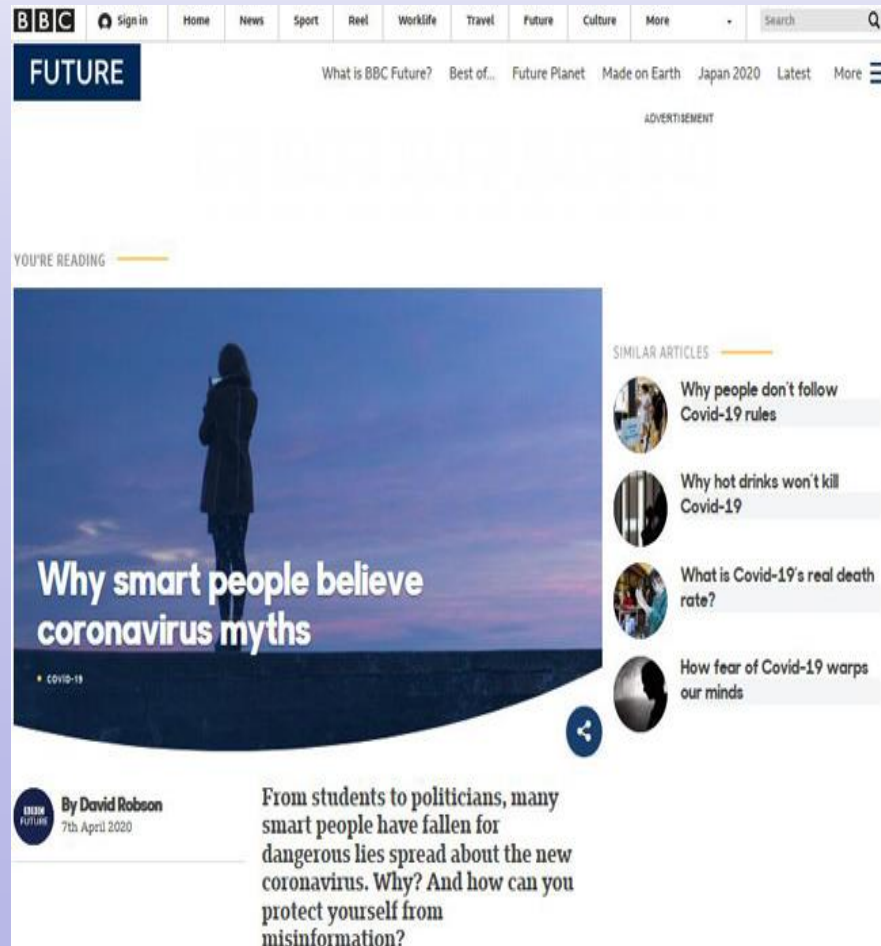 BBC Sign in Home News Sport Reel Worklife Travel Future Culture More Search
FUTURE What is BBC Future? Best of... Future Planet Made on Earth Japan 2020 Latest More
ADVERTISEMENT
YOU'RE READING
Why smart people believe
coronavirus myths
COVID-19
SIMILAR ARTICLES
Why people don't follow
Covid-19 rules
Why hot drinks won't kill
Covid-19
What is Covid-19's real death
rate?
How fear of Covid-19 warps
our minds
BBC
FUTURE
By David Robson
7th April 2020
From students to politicians, many
smart people have fallen for
dangerous lies spread about the new
coronavirus. Why? And how can you
protect yourself from
misinformation?